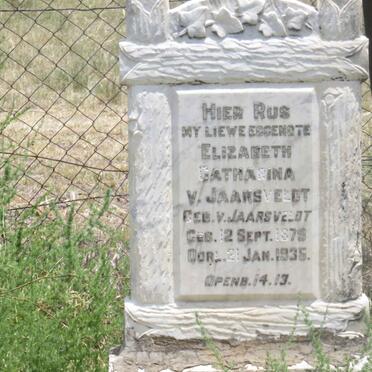 HIER RUS
MY LIEWE EGGENOTE
ELIZABETH
CATHARINA
V. JAARSVELDT
GEB. V. JAARSVELDT
GEB. 12 SEPT. 1879
OORL. 21 JAN. 1935.
OPENB. 14.13.